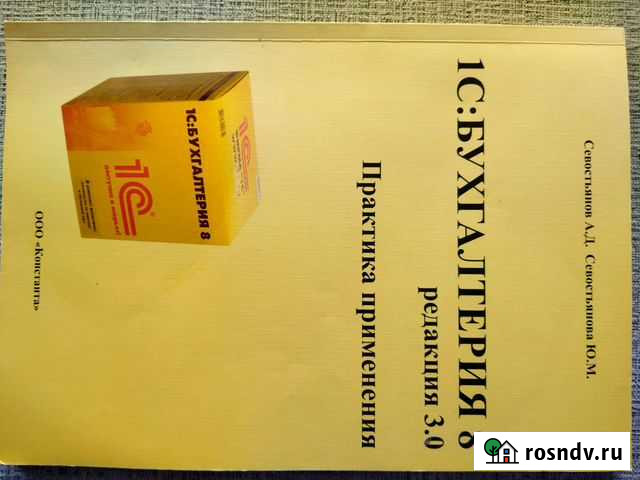 Севостьянов А.Д. Севостьянова Ю.М.
1С:БУХГАЛТЕРИЯ 8
редакция 3.0
Практика применения
1С:БУХГАЛТЕРИЯ 8
1С
ООО «Константа»
rosndv.ru